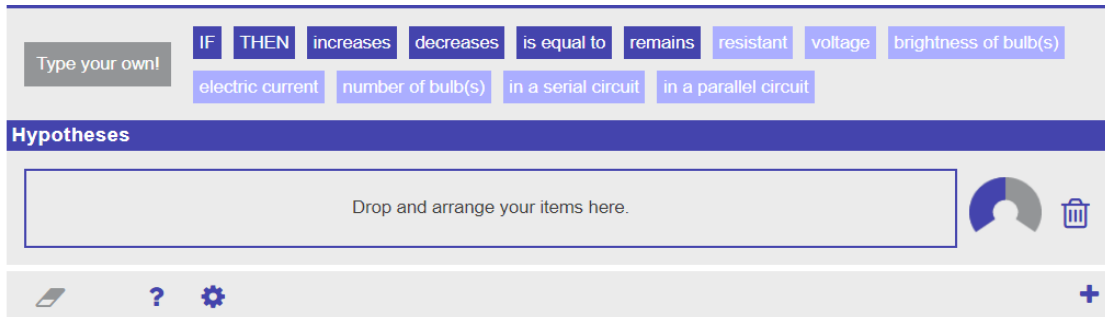 IF THEN increases decreases is equal to remains resistant voltage brightness of bulb(s)
Type your own!
electric current number of bulb(s) in a serial circuit in a parallel circuit
Hypotheses
Drop and arrange your items here.
?